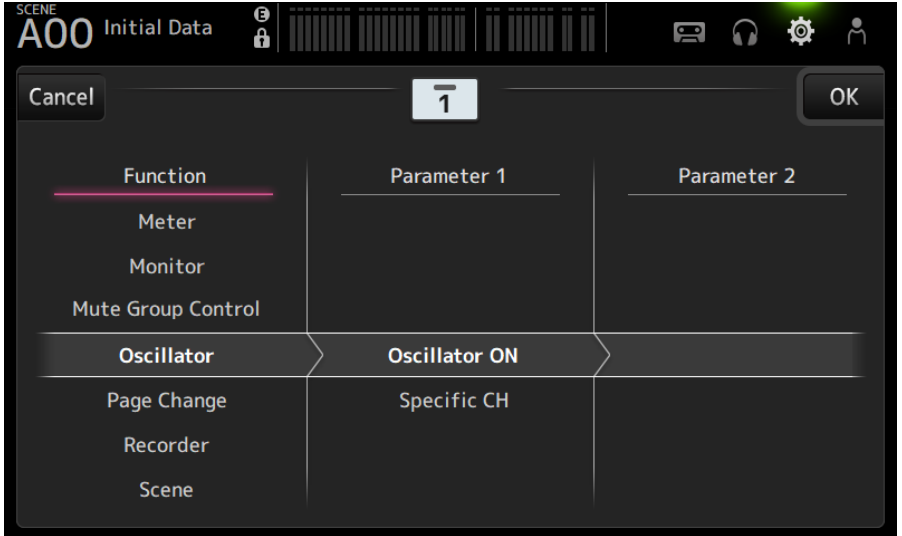 SCENE
A00 Initial Data
E
Cancel
1
OK
Function
Parameter 1
Parameter 2
Meter
Monitor
Mute Group Control
Oscillator
Oscillator ON
Page Change
Specific CH
Recorder
Scene